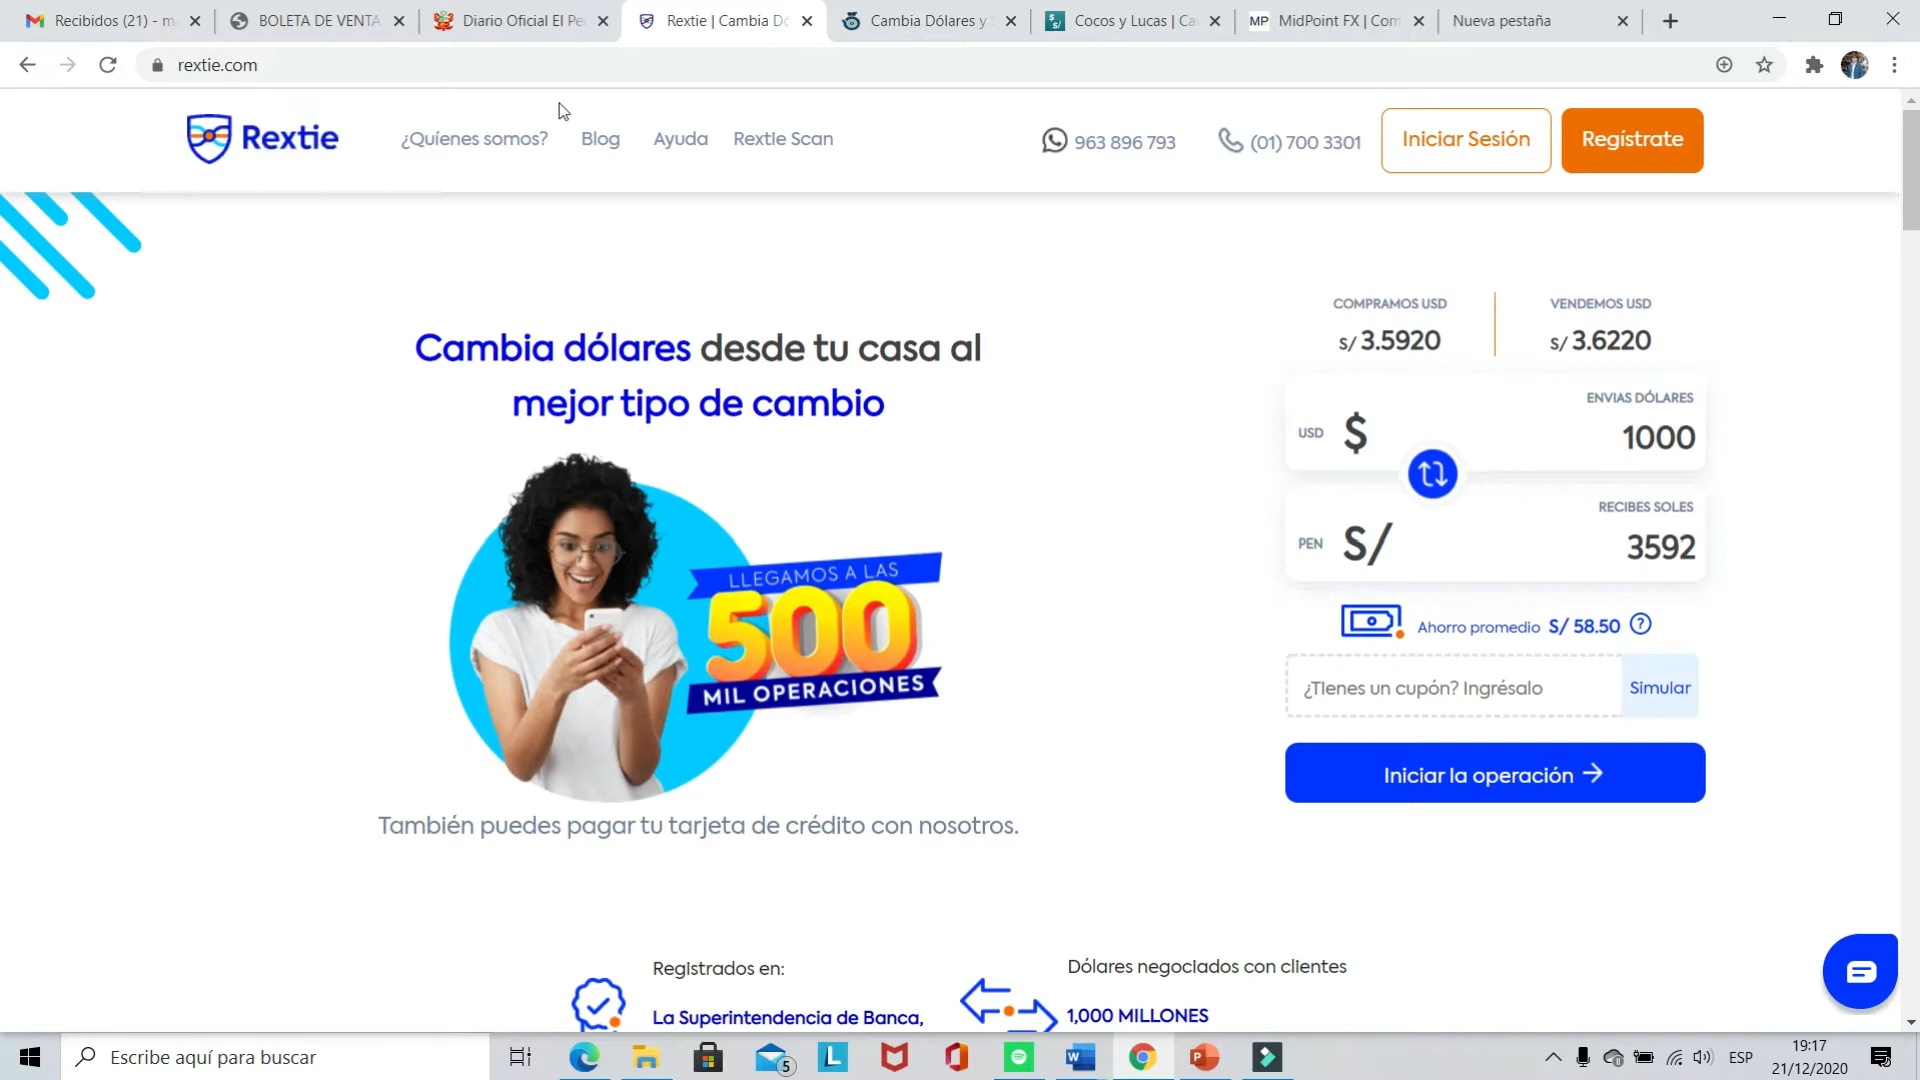 Recibidos (21) - m
BOLETA DE VENTA
Diario Oficial El Pe
Rextie | Cambia Dó
Cambia Dólares y
Cocos y Lucas | Ca
MP MidPoint FX | Com
Nueva pestaña
rextie.com
Rextie
¿Quíenes somos?
Blog
Ayuda
Rextie Scan
963 896 793
(01) 700 3301
Iniciar Sesión
Regístrate
Cambia dólares desde tu casa al
mejor tipo de cambio
LLEGAMOS A LAS
500
MIL OPERACIONES
También puedes pagar tu tarjeta de crédito con nosotros.
COMPRAMOS USD
S/ 3.5920
VENDEMOS USD
S/ 3.6220
ENVIAS DÓLARES
USD $ 1000
RECIBES SOLES
PEN S/ 3592
Ahorro promedio S/ 58.50 ?
¿Tienes un cupón? Ingrésalo
Simular
Iniciar la operación
Registrados en:
La Superintendencia de Banca,
Dólares negociados con clientes
1,000 MILLONES
Escribe aquí para buscar
5
ESP
19:17
21/12/2020